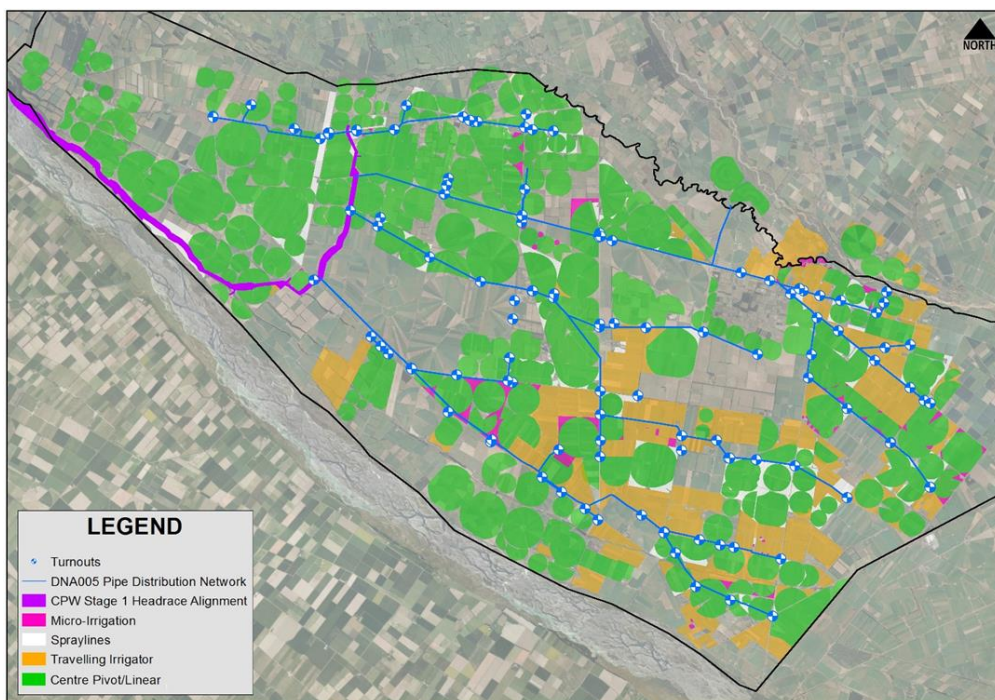 NORTH
LEGEND
Turnouts
DNA005 Pipe Distribution Network
CPW Stage 1 Headrace Alignment
Micro-Irrigation
Spraylines
Travelling Irrigator
Centre Pivot/Linear